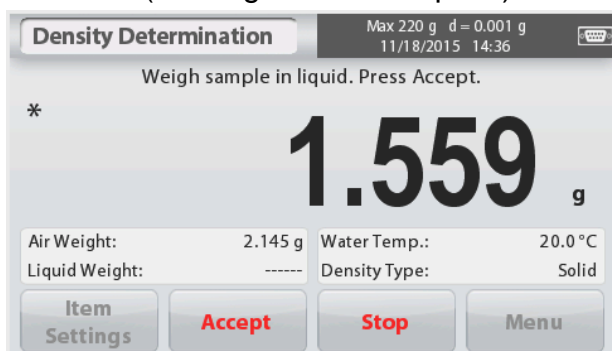 Density Determination
Max 220 g d = 0.001 g
11/18/2015 14:36
Weigh sample in liquid. Press Accept.
*
1.559 g
Air Weight: 2.145 g Water Temp.: 20.0 °C
Liquid Weight: ------ Density Type: Solid
Item Settings
Accept
Stop
Menu